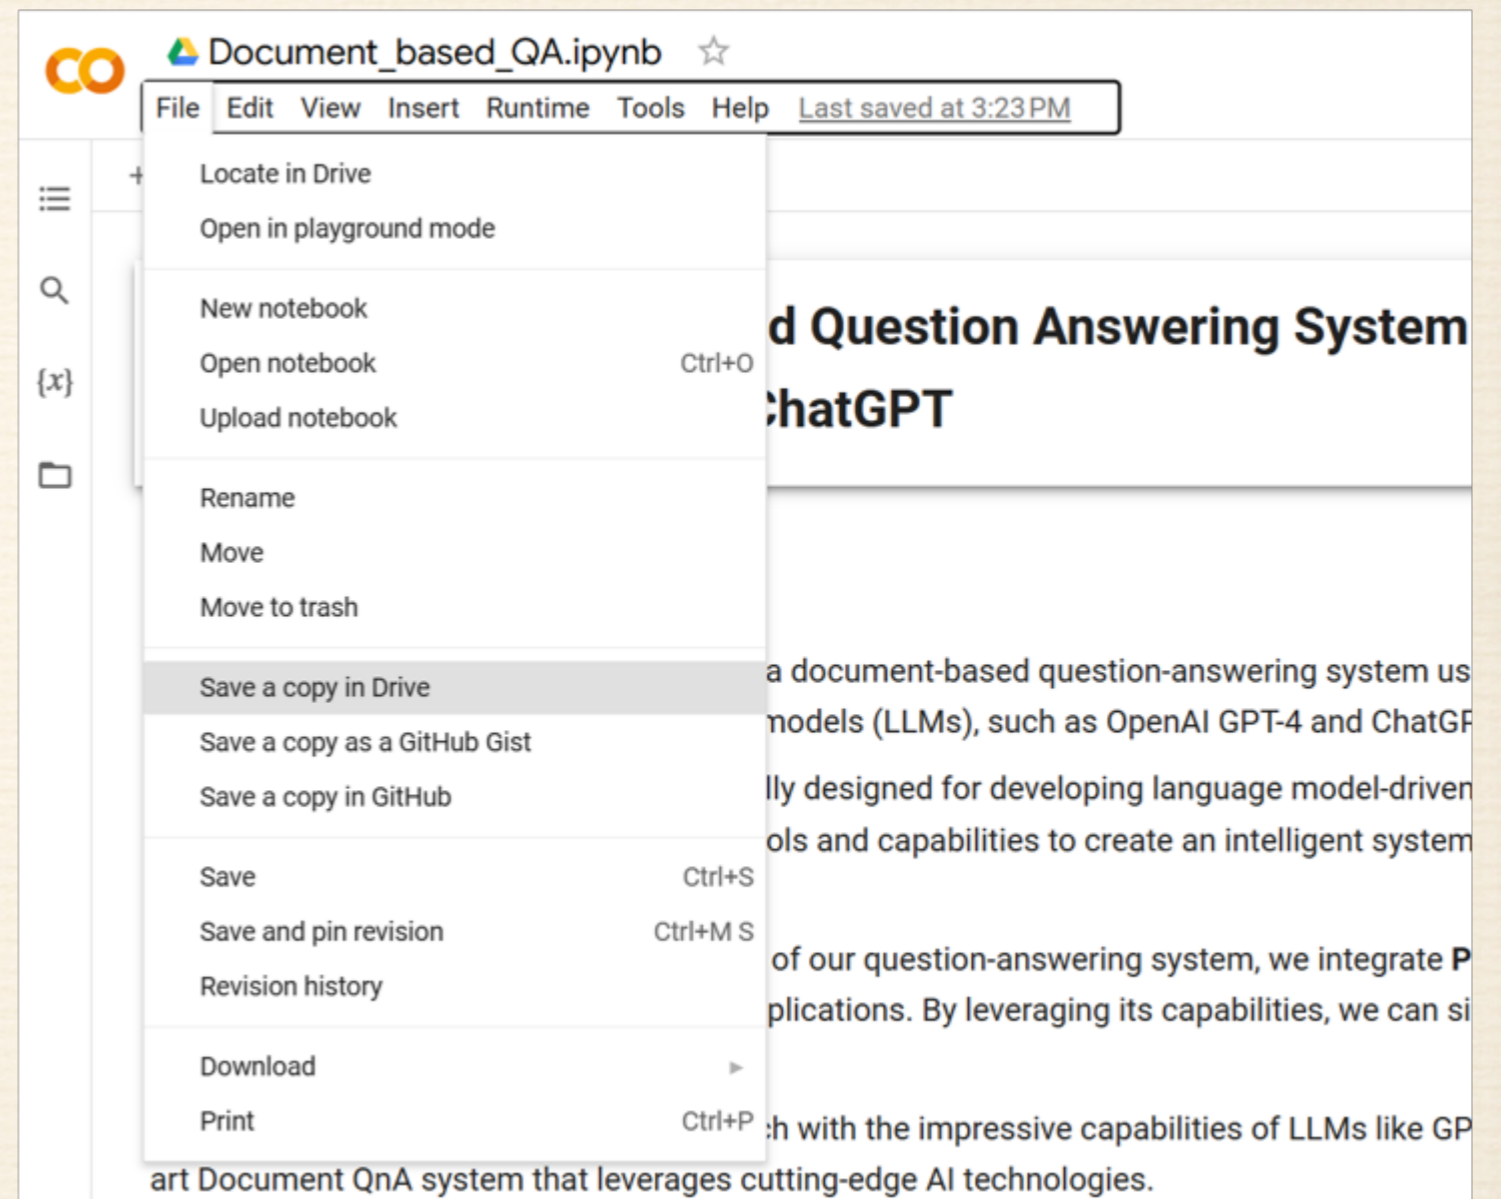 Document_based_QA.ipynb
File Edit View Insert Runtime Tools Help Last saved at 3:23 PM
Locate in Drive
Open in playground mode
New notebook
Open notebook Ctrl+O
Upload notebook
Rename
Move
Move to trash
Save a copy in Drive
Save a copy as a GitHub Gist
Save a copy in GitHub
Save Ctrl+S
Save and pin revision Ctrl+M S
Revision history
Download
Print Ctrl+P
{x}
d Question Answering System
ChatGPT
a document-based question-answering system us
models (LLMs), such as OpenAI GPT-4 and ChatGP
lly designed for developing language model-driven
ols and capabilities to create an intelligent system
of our question-answering system, we integrate P
plications. By leveraging its capabilities, we can si
ch with the impressive capabilities of LLMs like GP
art Document QnA system that leverages cutting-edge AI technologies.